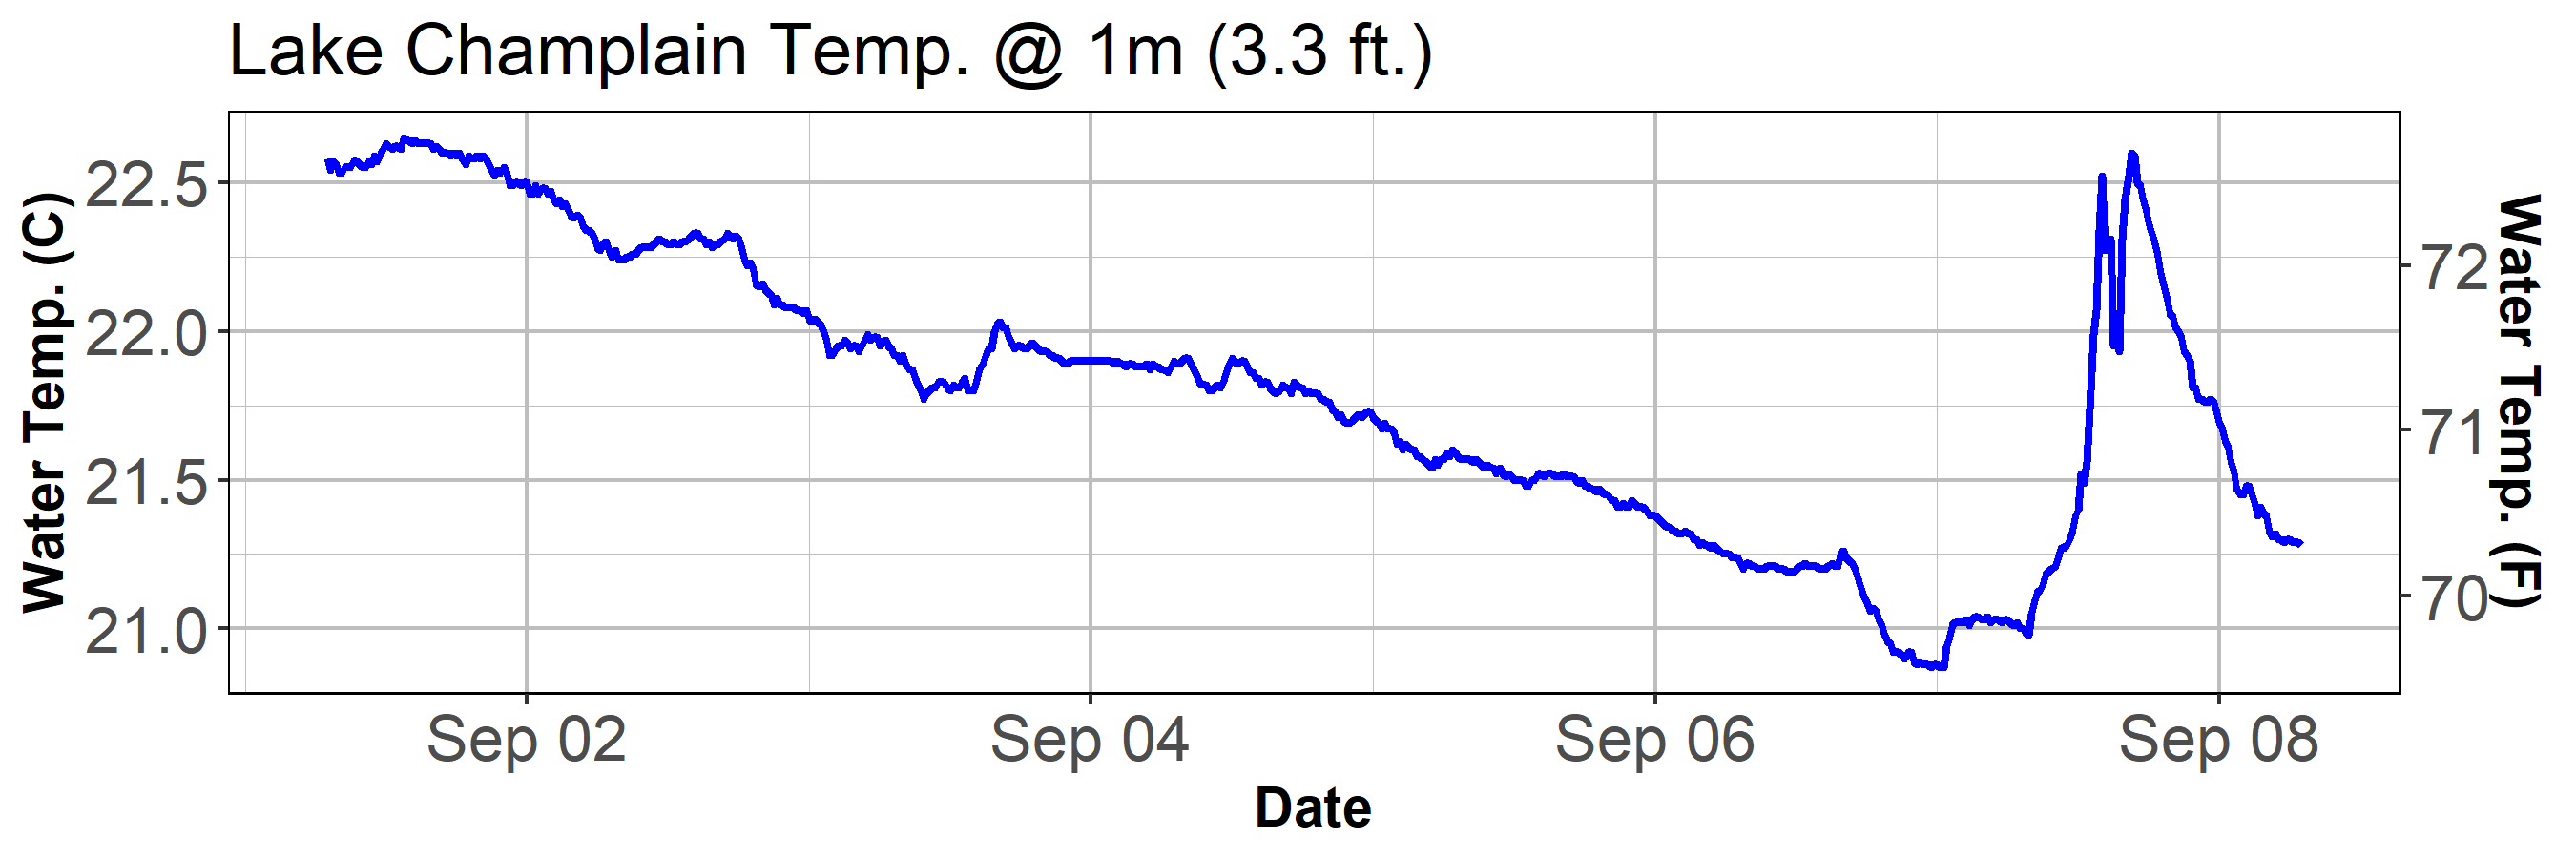 Lake Champlain Temp. @ 1m (3.3 ft.)
Water Temp. (C)
22.5
22.0
21.5
21.0
72
71
70
Water Temp. (F)
Sep 02
Sep 04
Sep 06
Sep 08
Date